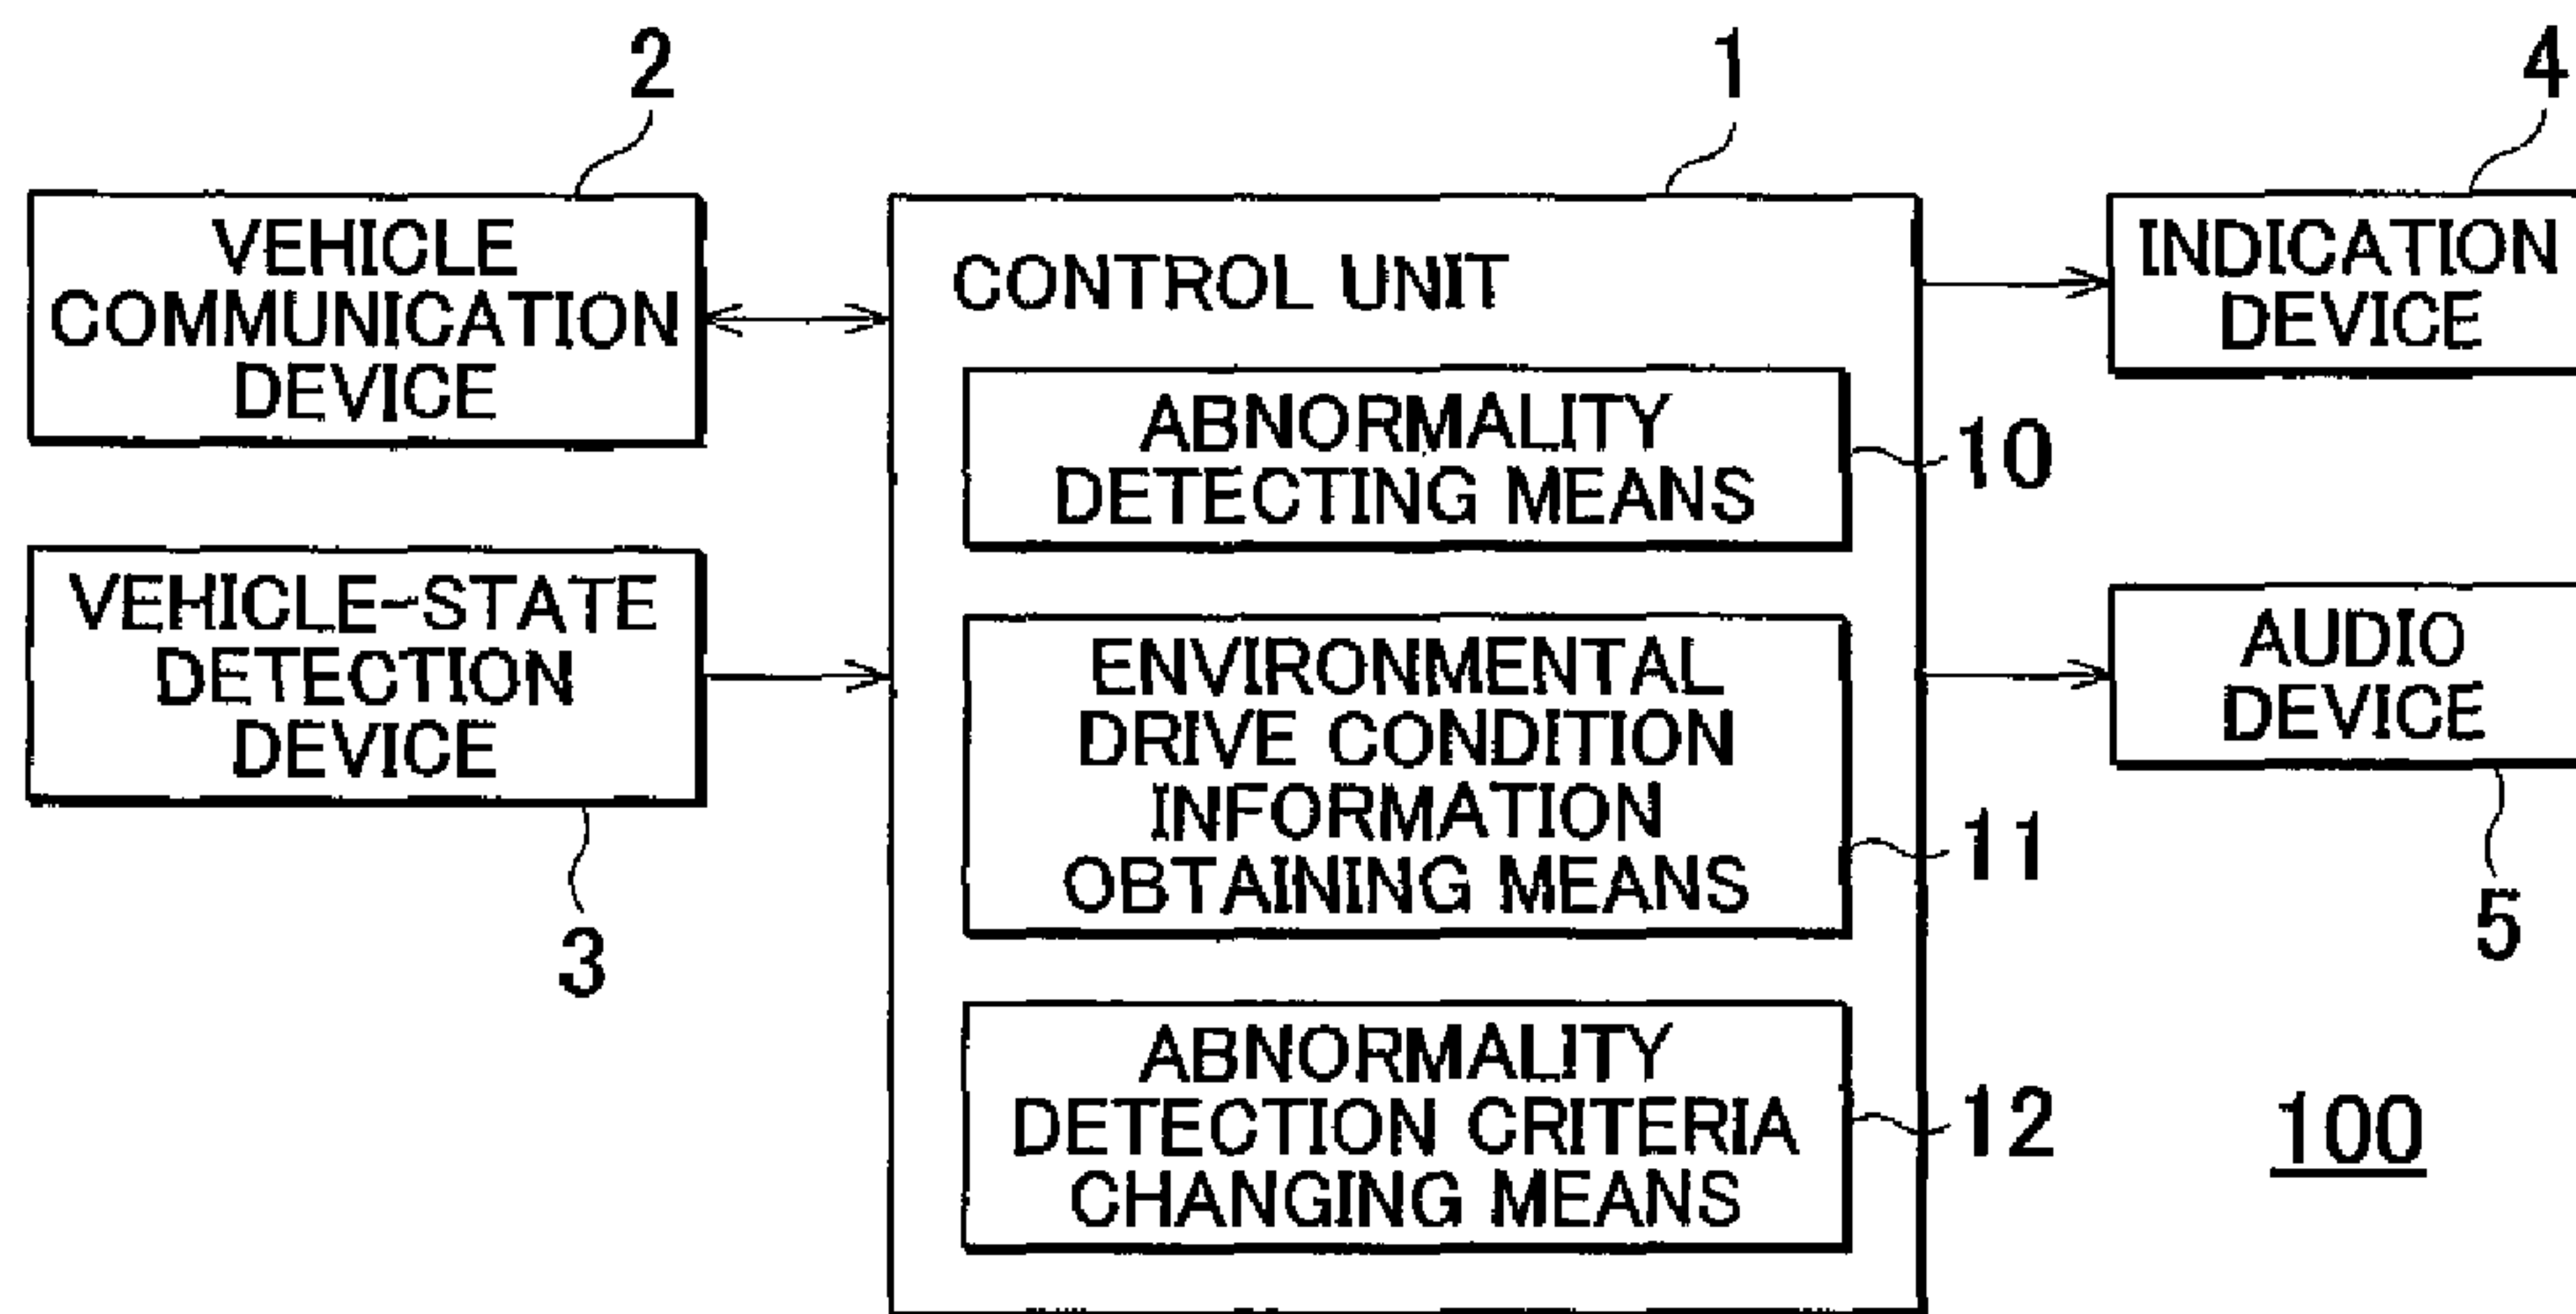 2
VEHICLE
COMMUNICATION
DEVICE
VEHICLE-STATE
DETECTION
DEVICE
3
1
CONTROL UNIT
ABNORMALITY
DETECTING MEANS
10
ENVIRONMENTAL
DRIVE CONDITION
INFORMATION
OBTAINING MEANS
11
ABNORMALITY
DETECTION CRITERIA
CHANGING MEANS
12
4
INDICATION
DEVICE
AUDIO
DEVICE
5
100